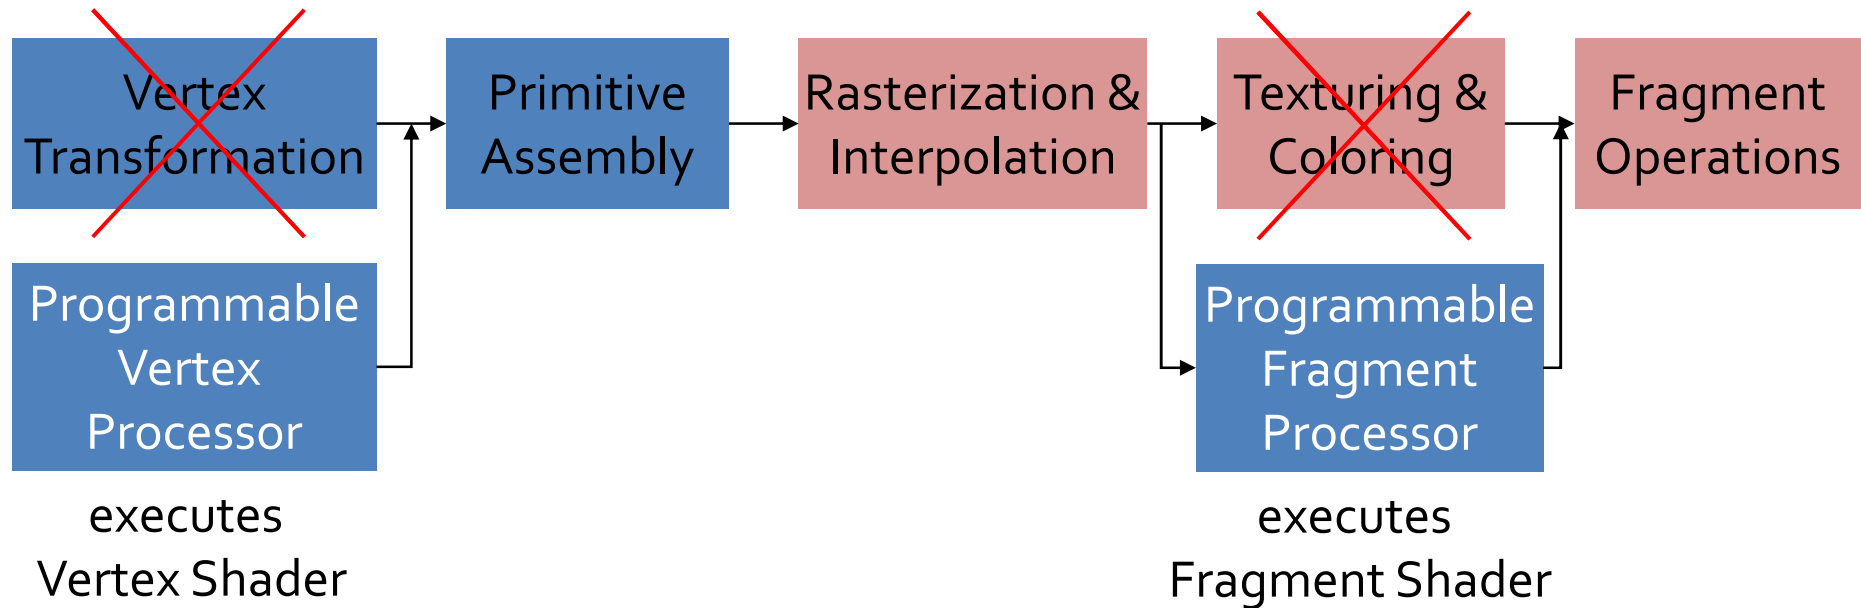 Vertex
Transformation
Primitive
Assembly
Rasterization &
Interpolation
Texturing &
Coloring
Fragment
Operations
Programmable
Vertex
Processor
executes
Vertex Shader
Programmable
Fragment
Processor
executes
Fragment Shader